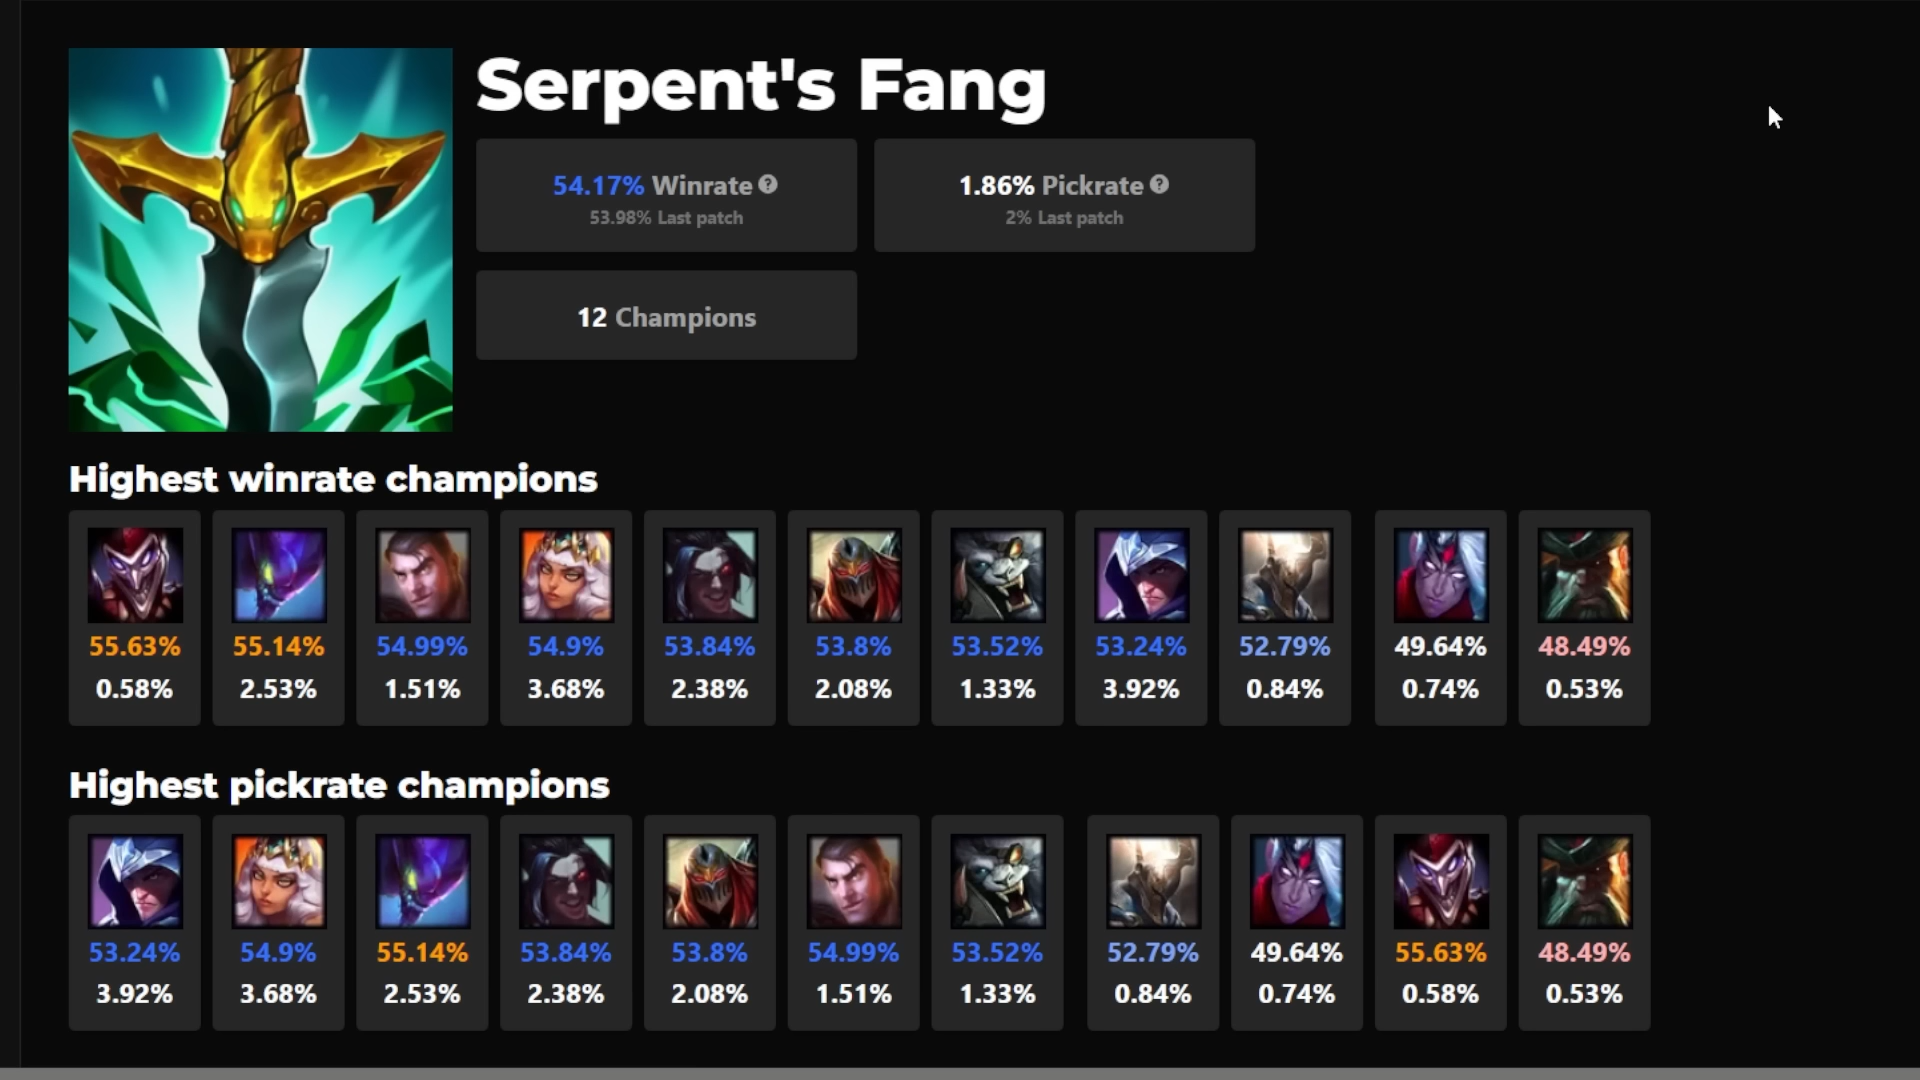 Serpent's Fang
54.17% Winrate ?
53.98% Last patch
1.86% Pickrate ?
2% Last patch
12 Champions
Highest winrate champions
55.63% 55.14% 54.99% 54.9% 53.84% 53.8% 53.52% 53.24% 52.79% 49.64% 48.49%
0.58% 2.53% 1.51% 3.68% 2.38% 2.08% 1.33% 3.92% 0.84% 0.74% 0.53%
Highest pickrate champions
53.24% 54.9% 55.14% 53.84% 53.8% 54.99% 53.52% 52.79% 49.64% 55.63% 48.49%
3.92% 3.68% 2.53% 2.38% 2.08% 1.51% 1.33% 0.84% 0.74% 0.58% 0.53%